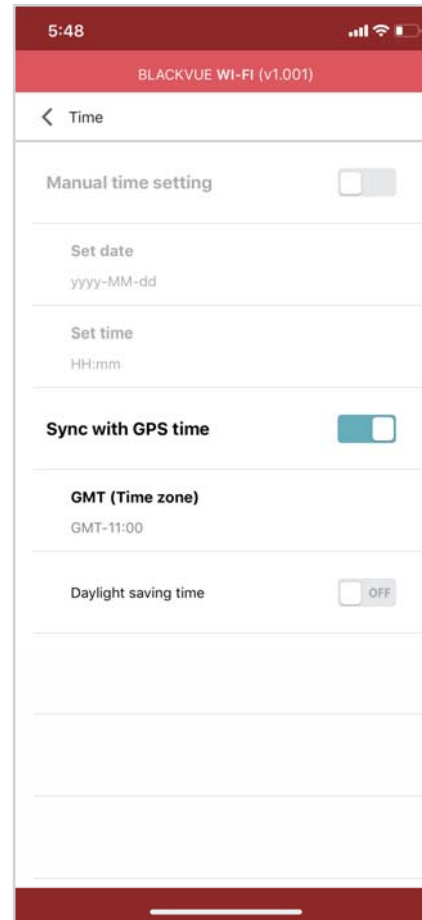 5:48
BLACKVUE WI-FI (v1.001)
Time
Manual time setting
Set date
yyyy-MM-dd
Set time
HH:mm
Sync with GPS time
GMT (Time zone)
GMT-11:00
Daylight saving time OFF